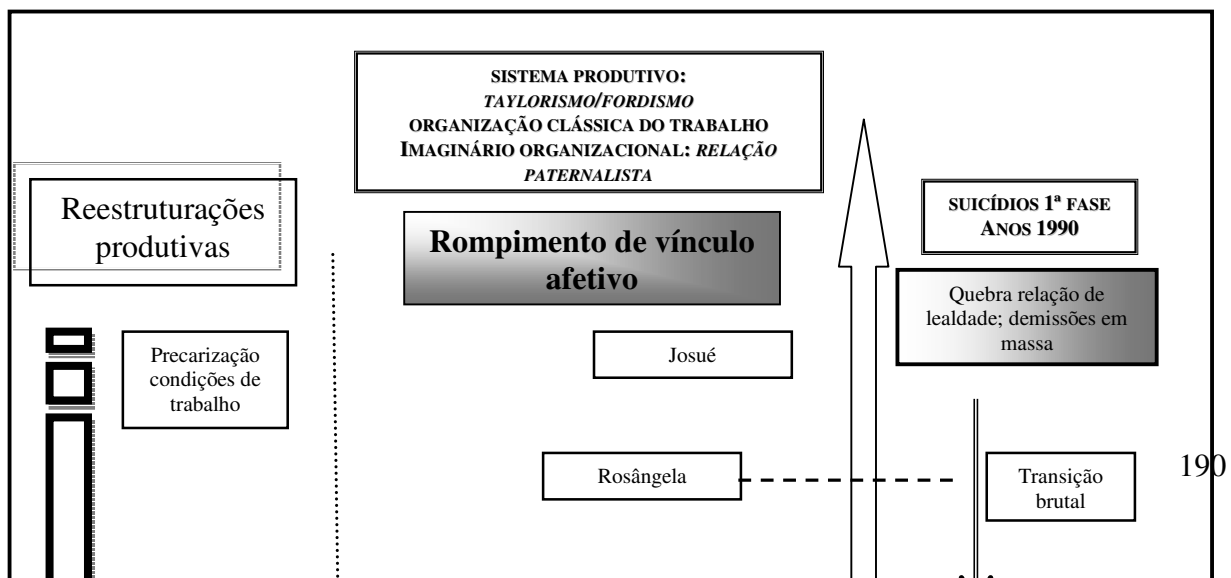 SISTEMA PRODUTIVO:
TAYLORISMO/FORDISMO
ORGANIZAÇÃO CLÁSSICA DO TRABALHO
IMAGINÁRIO ORGANIZACIONAL: RELAÇÃO
PATERNALISTA
Reestruturações
produtivas
Rompimento de vínculo
afetivo
SUICÍDIOS 1ª FASE
ANOS 1990
Quebra relação de
lealdade; demissões em
massa
Precarização
condições de
trabalho
Josué
Rosângela
Transição
brutal
190